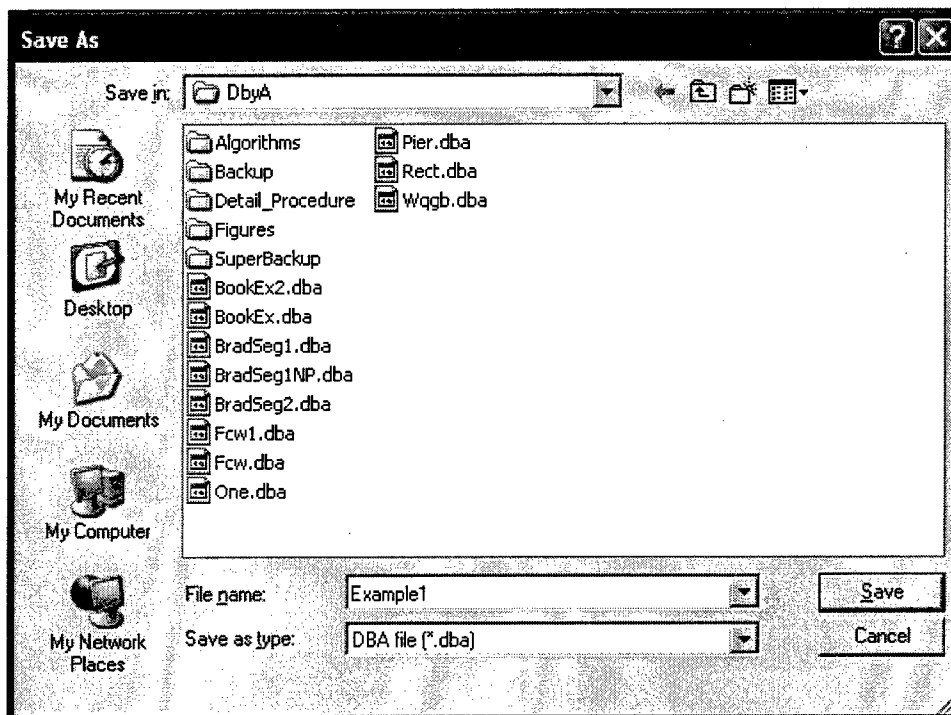 Save As
Save in: DbyA
My Recent
Documents
Desktop
My Documents
My Computer
My Network
Places
Algorithms
Backup
Detail_Procedure
Figures
SuperBackup
BookEx2.dba
BookEx.dba
BradSeg1.dba
BradSeg1NP.dba
BradSeg2.dba
Fcw1.dba
Fcw.dba
One.dba
Pier.dba
Rect.dba
Wqgb.dba
File name: Example1
Save
Save as type: DBA file (*.dba)
Cancel